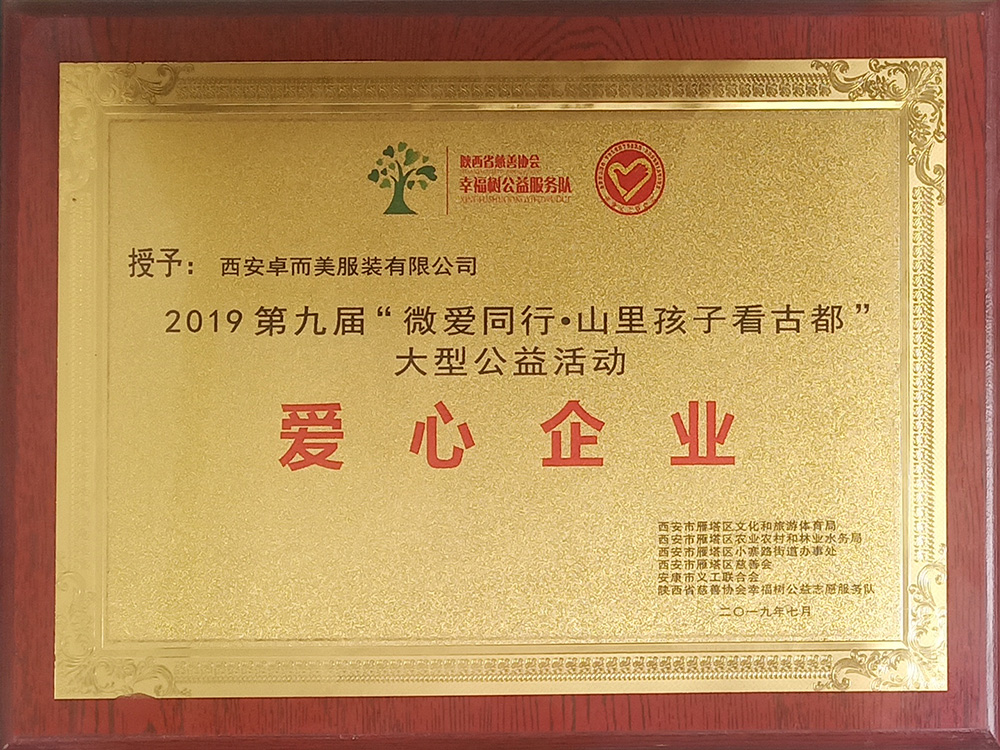 陕西省慈善协会
幸福树公益服务队
授予： 西安卓而美服装有限公司
2019第九届“微爱同行·山里孩子看古都”
大型公益活动
爱心企业
西安市雁塔区文化和旅游体育局
西安市雁塔区农业农村和林业水务局
西安市雁塔区小寨路街道办事处
西安市雁塔区慈善会
安康市义工联合会
陕西省慈善协会幸福树公益志愿服务队
二〇一九年七月